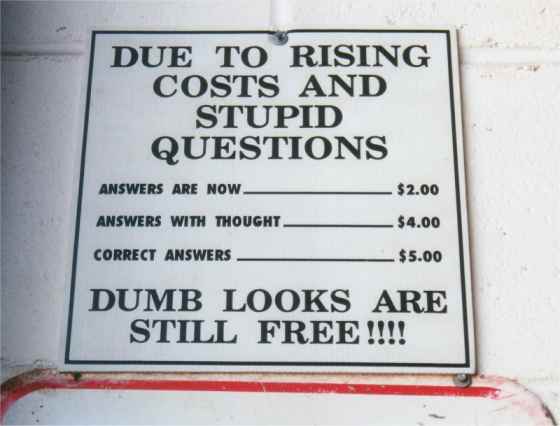 DUE TO RISING
COSTS AND
STUPID
QUESTIONS
ANSWERS ARE NOW $2.00
ANSWERS WITH THOUGHT $4.00
CORRECT ANSWERS $5.00
DUMB LOOKS ARE
STILL FREE!!!!